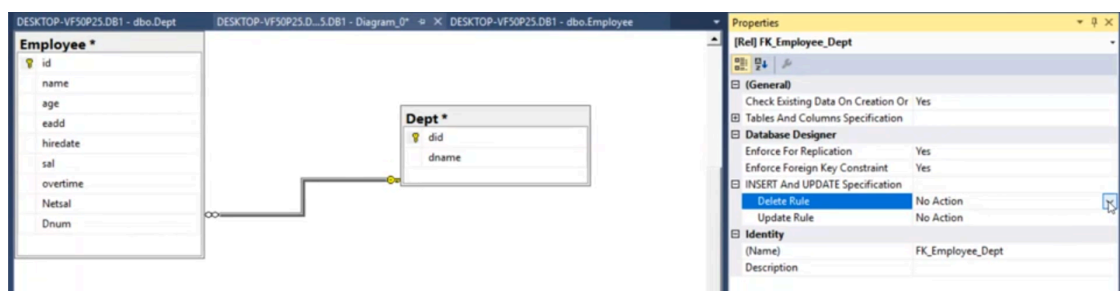 DESKTOP-VF50P25.DB1 - dbo.Dept
DESKTOP-VF50P25.D...5.DB1 - Diagram_0*
DESKTOP-VF50P25.DB1 - dbo.Employee
Employee *
id
name
age
eadd
hiredate
sal
overtime
Netsal
Dnum
Dept *
did
dname
Properties
[Rel] FK_Employee_Dept
(General)
Check Existing Data On Creation Or Yes
Tables And Columns Specification
Database Designer
Enforce For Replication Yes
Enforce Foreign Key Constraint Yes
INSERT And UPDATE Specification
Delete Rule No Action
Update Rule No Action
Identity
(Name) FK_Employee_Dept
Description